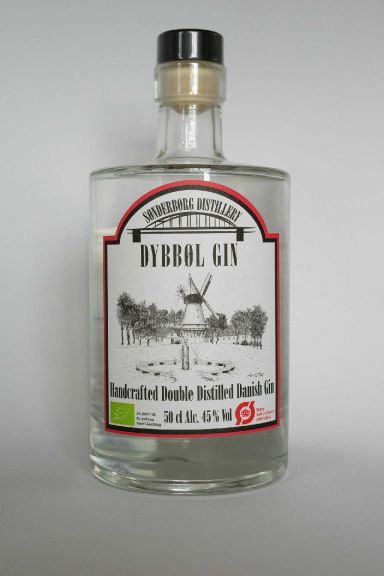 SØNDERBORG DISTILLERY
DYBBØL GIN
Handcrafted Double Distilled Danish Gin
50 cl Alc. 45% Vol